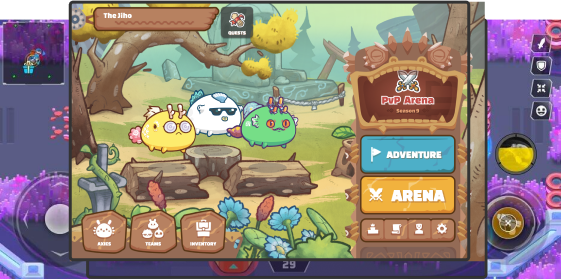 The Jiho
QUESTS
PvP Arena
Season 9
ADVENTURE
ARENA
AXIES
TEAMS
INVENTORY
29